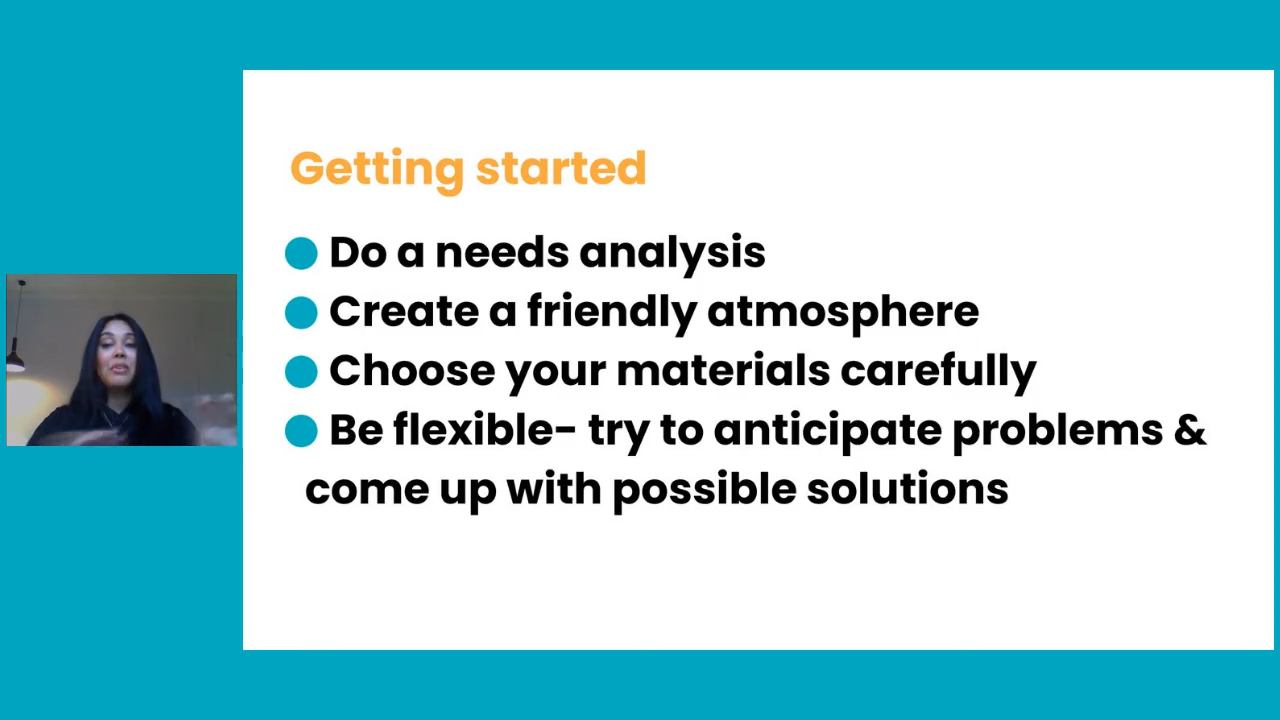 Getting started
● Do a needs analysis
● Create a friendly atmosphere
● Choose your materials carefully
● Be flexible- try to anticipate problems &
come up with possible solutions